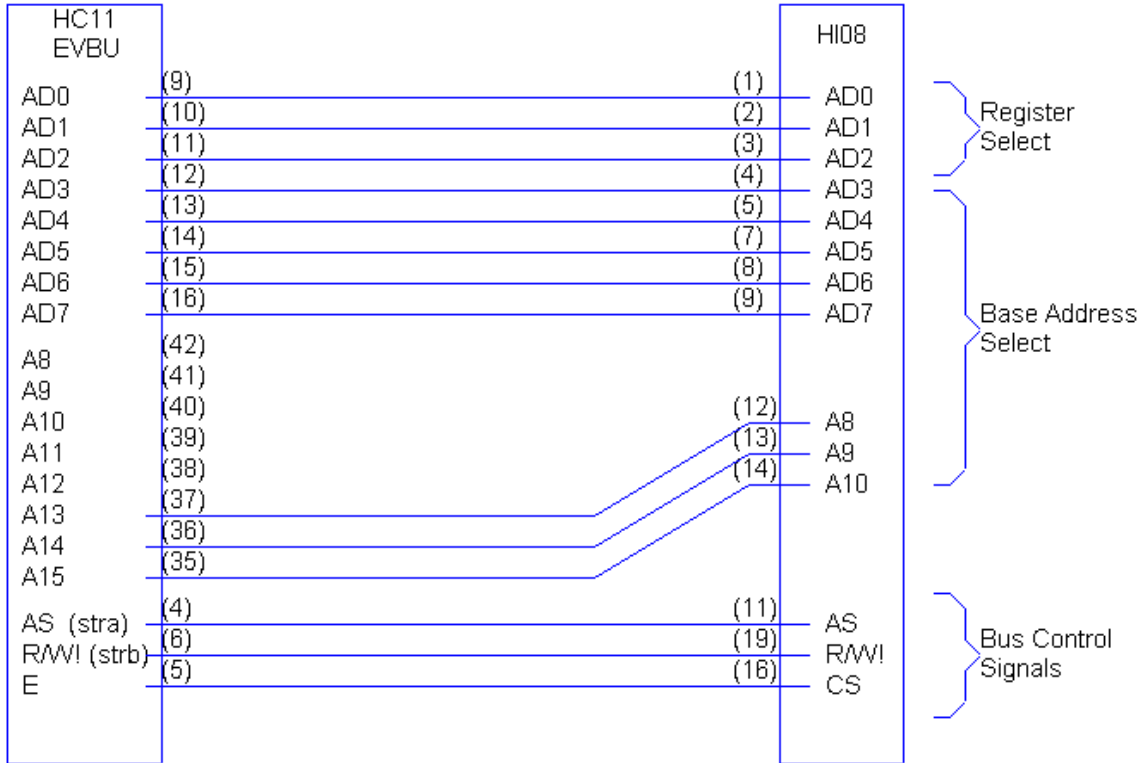 HC11
EVBU
HI08
(9)
(1)
AD0
AD0
(10)
(2)
AD1
AD1
(11)
(3)
AD2
AD2
(12)
(4)
AD3
AD3
(13)
(5)
AD4
AD4
(14)
(7)
AD5
AD5
(15)
(8)
AD6
AD6
(16)
(9)
AD7
AD7
Register
Select
Base Address
Select
(42)
A8
(41)
A9
(40)
(12)
A10
A8
(39)
(13)
A11
A9
(38)
(14)
A12
A10
(37)
A13
(36)
A14
(35)
A15
(4)
(11)
AS (stra)
AS
(6)
(19)
R/W! (strb)
R/W!
(5)
(16)
E
CS
Bus Control
Signals